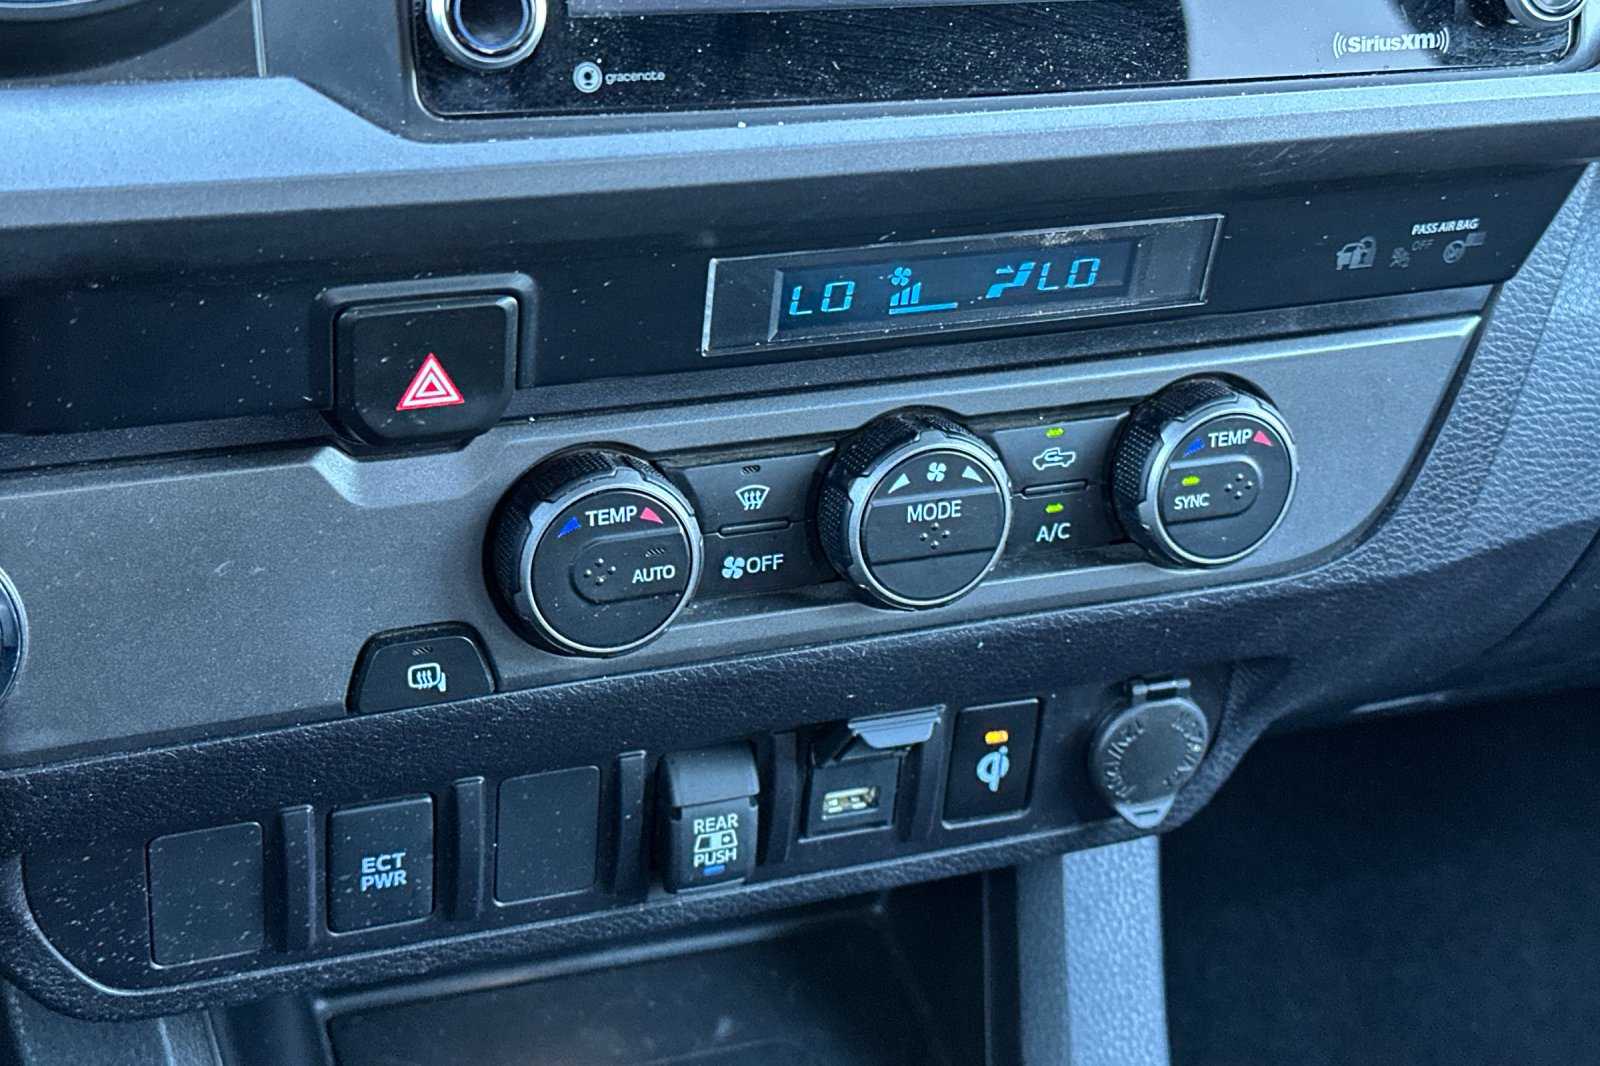 gracenote
SiriusXm
PASS AIR BAG
OFF
LO
LO
TEMP
AUTO
OFF
MODE
A/C
TEMP
SYNC
ECT
PWR
REAR
PUSH